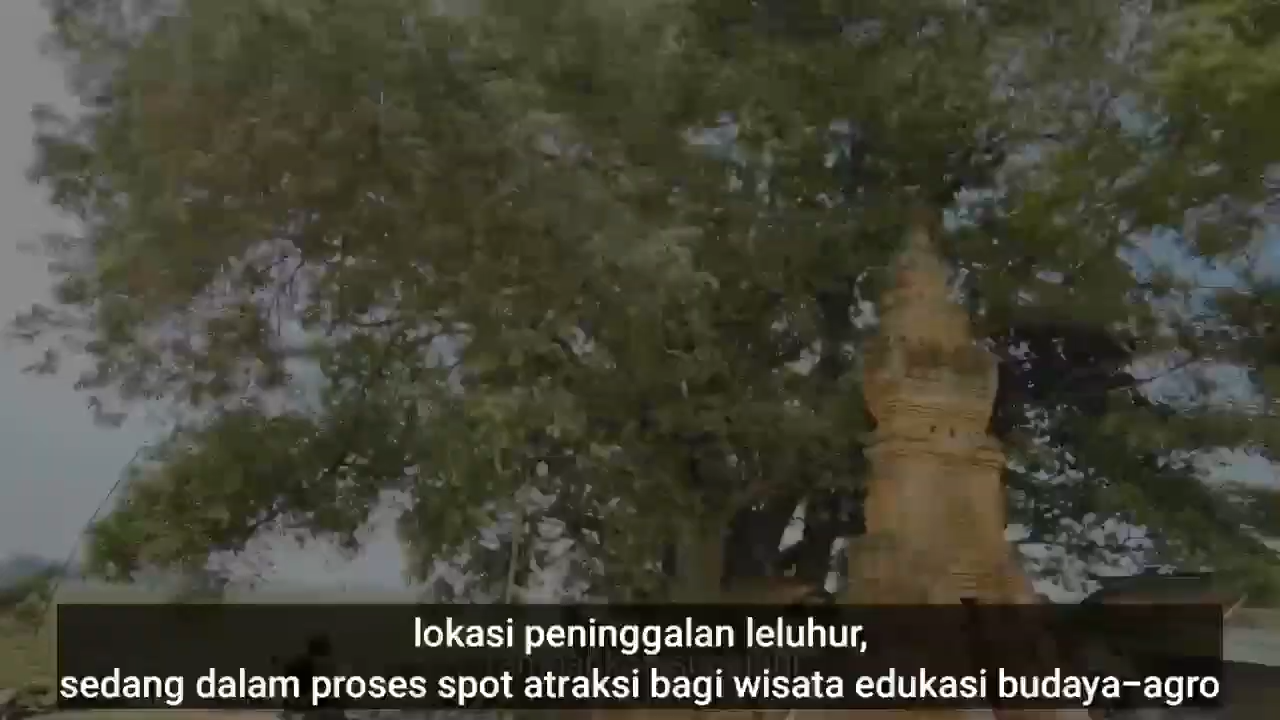 lokasi peninggalan leluhur,
sedang dalam proses spot atraksi bagi wisata edukasi budaya-agro